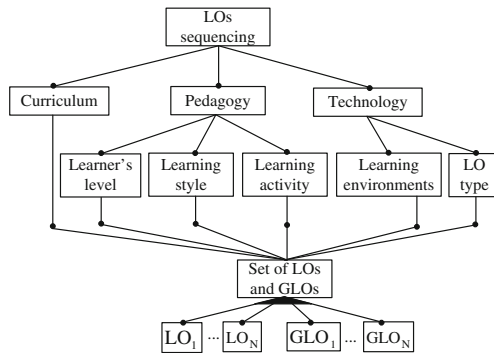 LOs
sequencing
Curriculum
Pedagogy
Technology
Learner's
level
Learning
style
Learning
activity
Learning
environments
LO
type
Set of LOs
and GLOs
LO1 ... LON GLO1 ... GLON